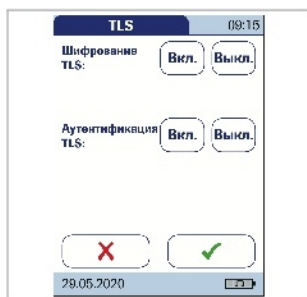 TLS 09:15
Шифрование
TLS:
Вкл. Выкл.
Аутентификация
TLS:
Вкл. Выкл.
29.05.2020